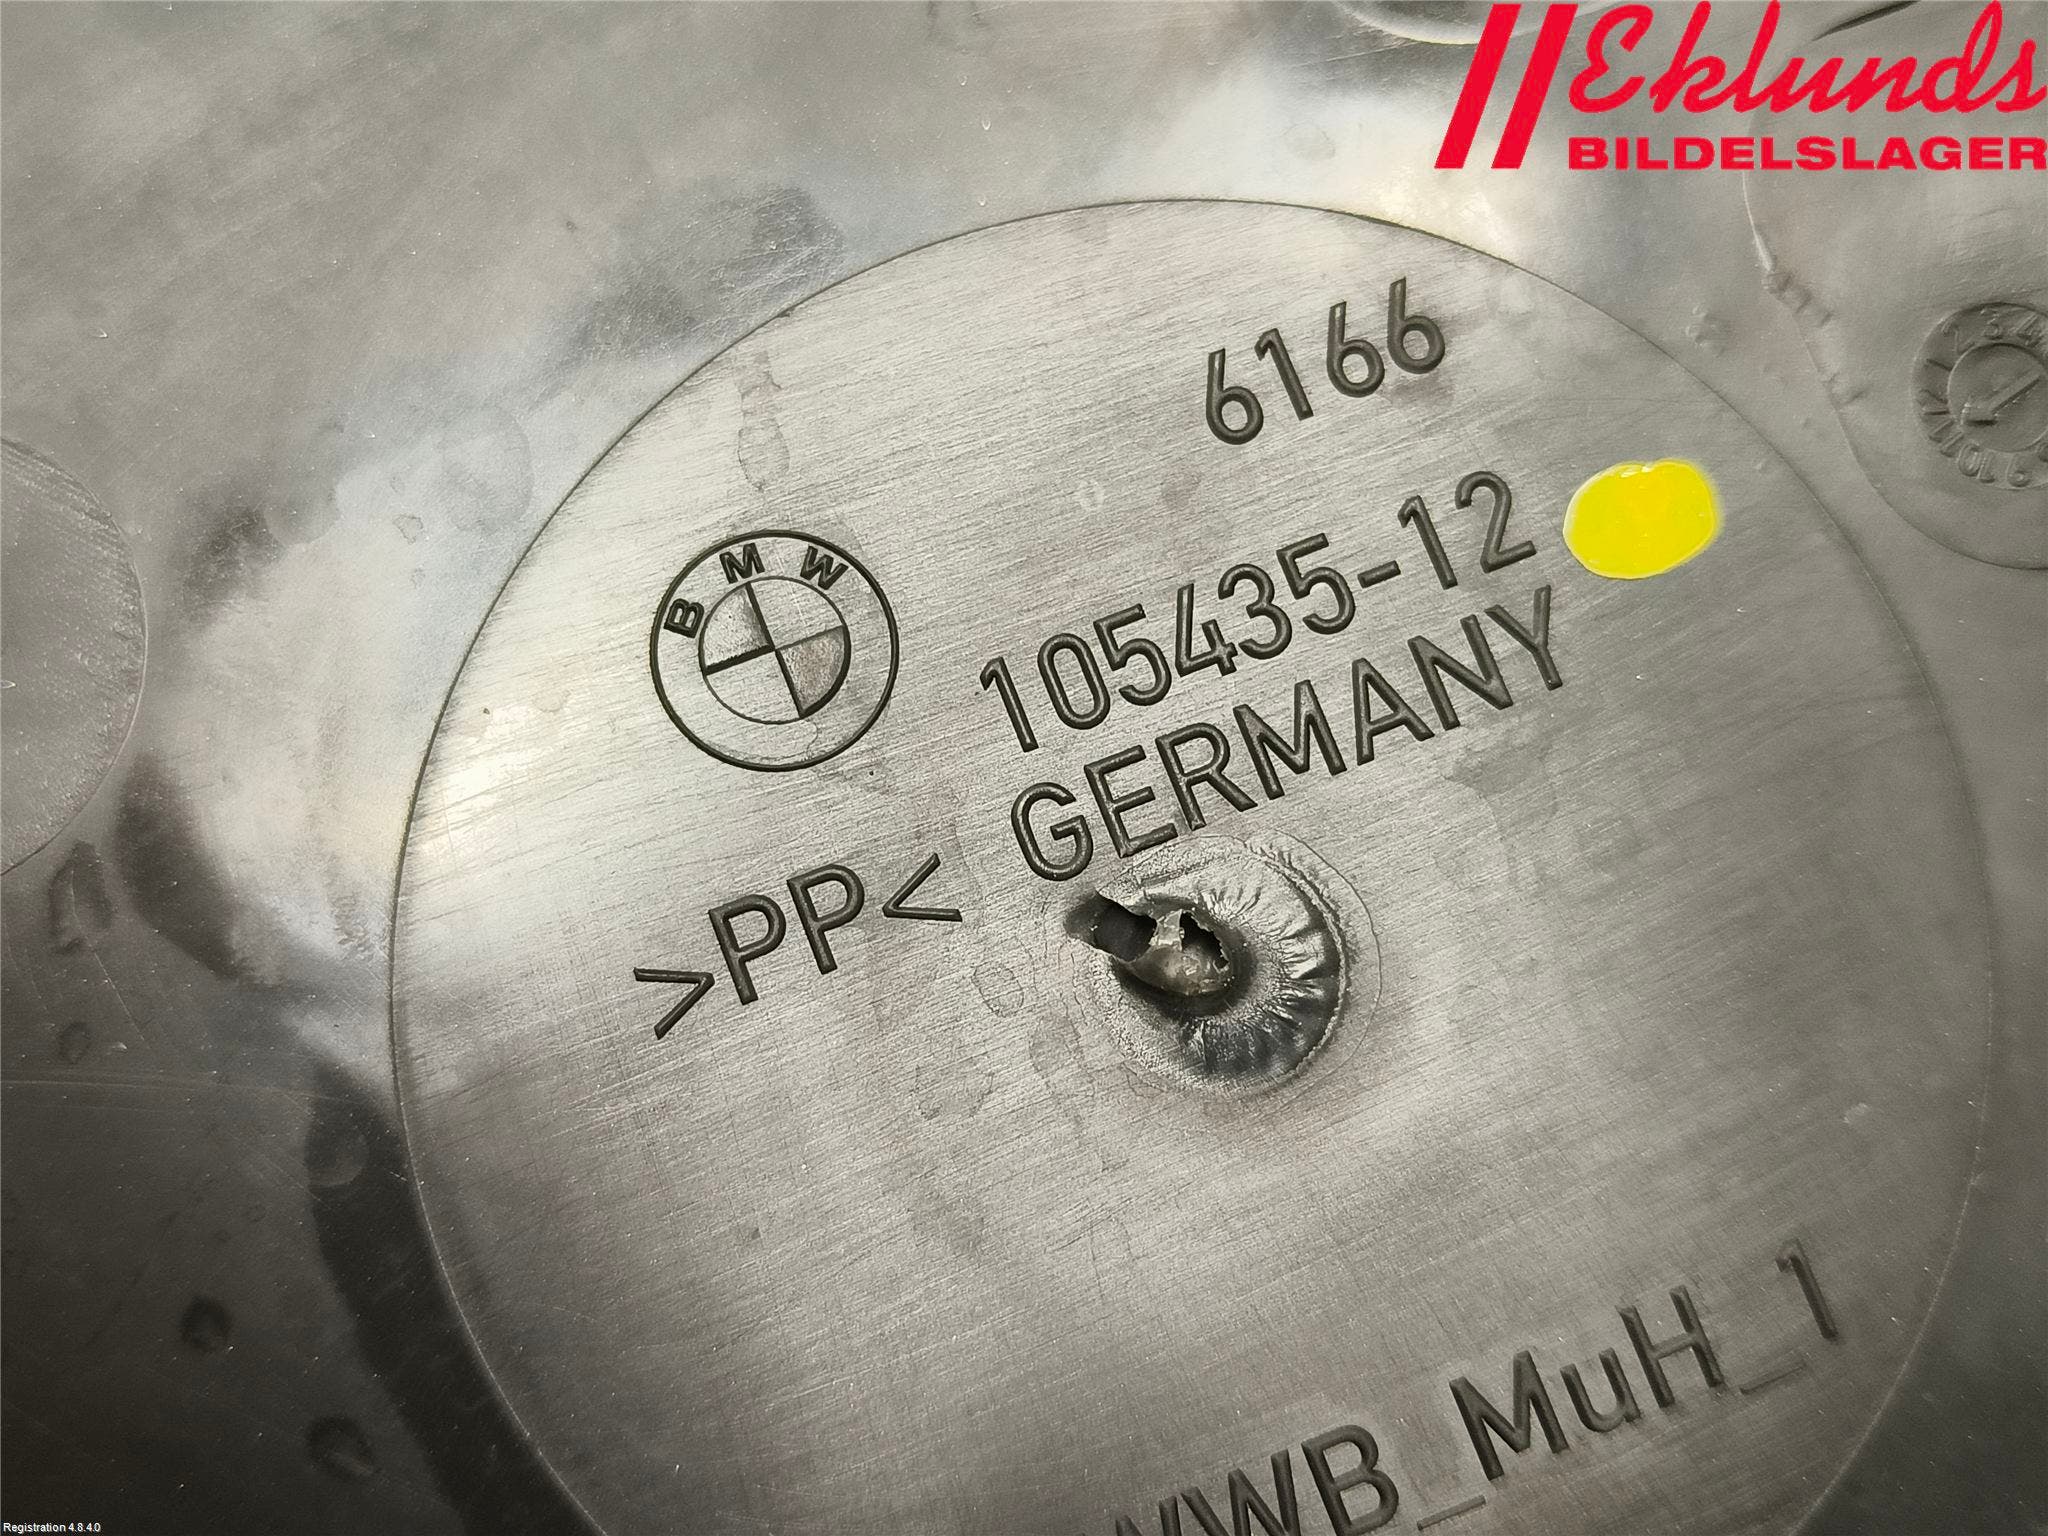 Eklunds
BILDELSLAGER
6166
BMW
105435-12
GERMANY
>PP<
WB_MuH_1
Registration 4.8.4.0